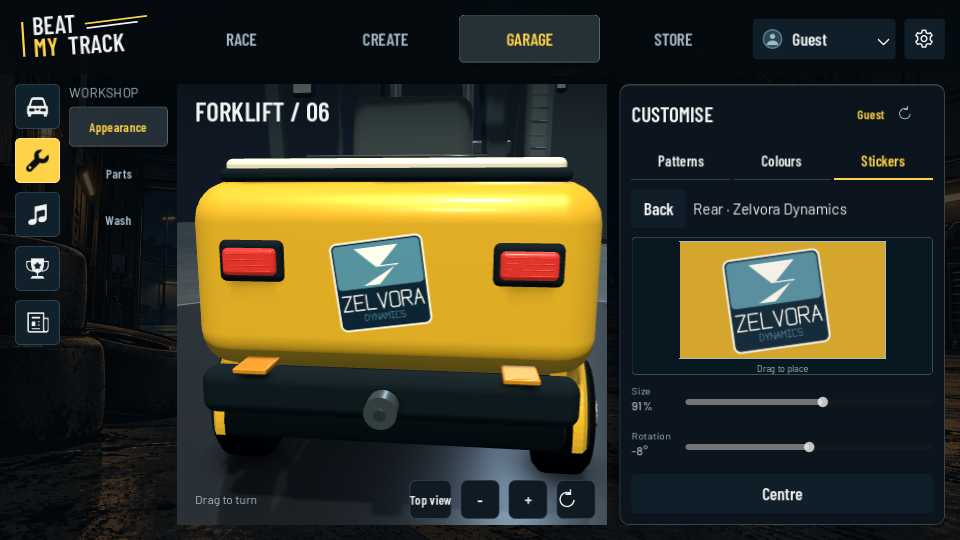 BEAT
MY TRACK
RACE
CREATE
GARAGE
STORE
Guest
WORKSHOP
Appearance
Parts
Wash
FORKLIFT / 06
ZELVORA
DYNAMICS
Drag to turn
Top view
-
+
CUSTOMISE
Guest
Patterns
Colours
Stickers
Back
Rear · Zelvora Dynamics
ZELVORA
DYNAMICS
Drag to place
Size
91%
Rotation
-8°
Centre